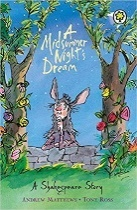 A
Midsummer
Night's
Dream
A Shakespeare Story
ANDREW MATTHEWS • TONY ROSS